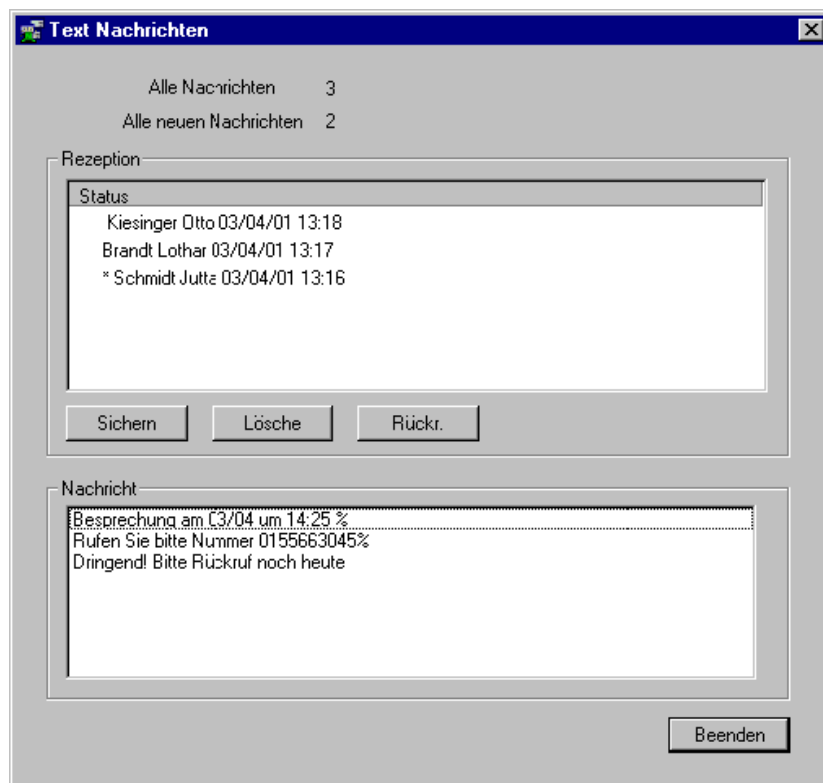 Text Nachrichten
Alle Nachrichten 3
Alle neuen Nachrichten 2
Rezeption
Status
Kiesinger Otto 03/04/01 13:18
Brandt Lothar 03/04/01 13:17
* Schmidt Jutta 03/04/01 13:16
Sichern Lösche Rückr.
Nachricht
Besprechung am 03/04 um 14:25 %
Rufen Sie bitte Nummer 0155663045%
Dringend! Bitte Rückruf noch heute
Beenden